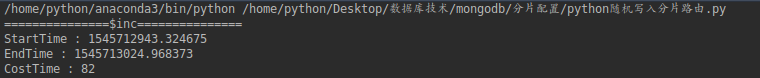 /home/python/anaconda3/bin/python /home/python/Desktop/数据库技术/mongodb/分片配置/python随机写入分片路由.py
===============$inc===============
StartTime : 1545712943.324675
EndTime : 1545713024.968373
CostTime : 82